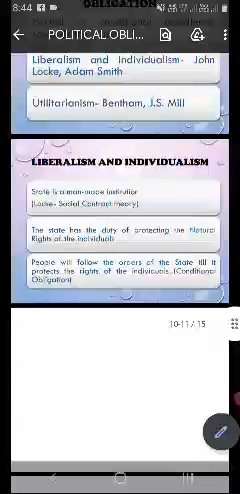 OBLIGATION
8:44
POLITICAL OBLI...
Liberalism and Individualism- John
Locke, Adam Smith
Utilitarianism- Bentham, J.S. Mill
LIBERALISM AND INDIVIDUALISM
State is a man-made institution
(Locke- Social Contract theory)
The state has the duty of protecting the Natural
Rights of the individuals
People will follow the orders of the State till it
protects the rights of the individuals. (Conditional
Obligation)
10-11 / 15